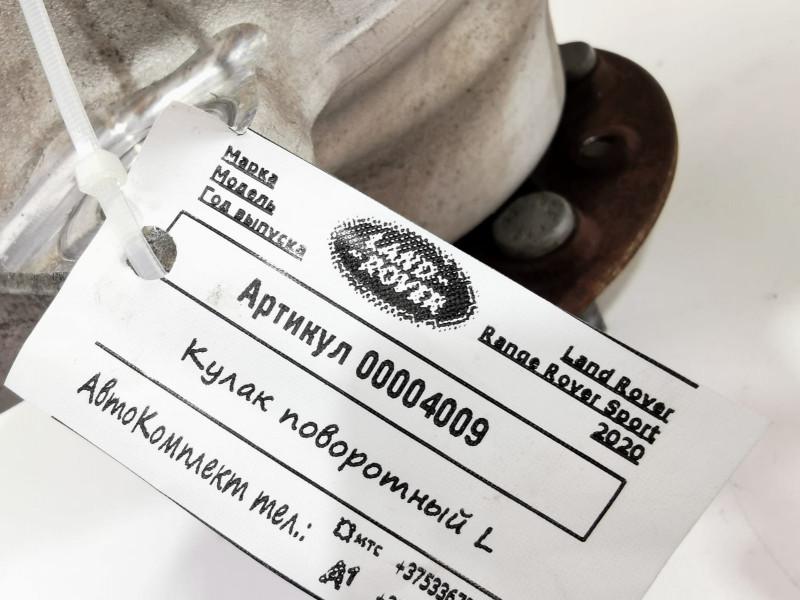 Марка
Модель
Год выпуска
LAND-
-ROVER
Land Rover
Range Rover Sport
2020
Артикул 00004009
Кулак поворотный L
АвтоКомплект тел.:
мтс
A1